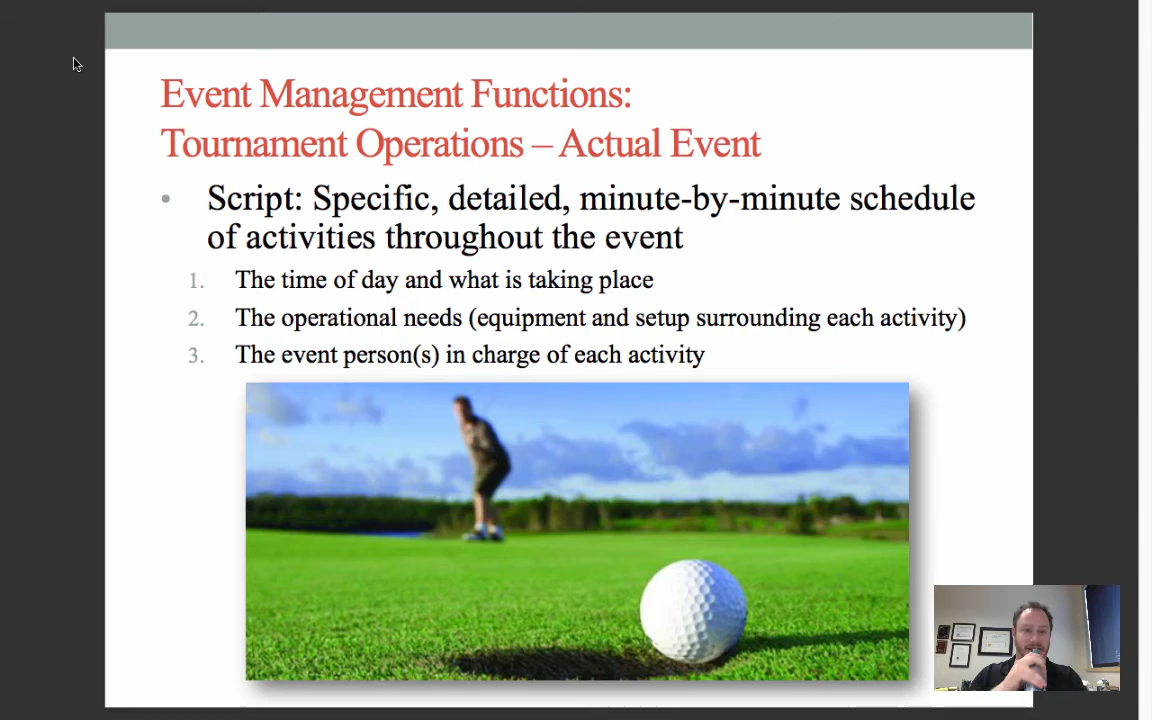 Event Management Functions:
Tournament Operations – Actual Event
• Script: Specific, detailed, minute-by-minute schedule
of activities throughout the event
1. The time of day and what is taking place
2. The operational needs (equipment and setup surrounding each activity)
3. The event person(s) in charge of each activity